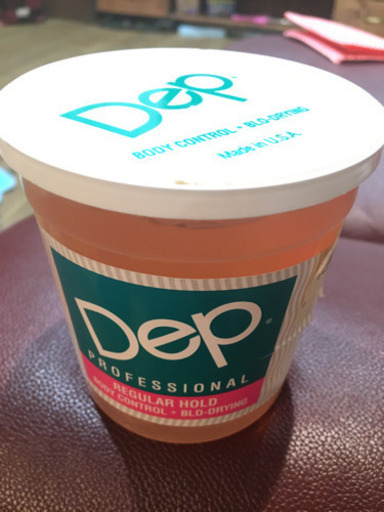 Dep®
BODY CONTROL • BLO-DRYING
Made in U.S.A
Dep®
PROFESSIONAL
REGULAR HOLD
BODY CONTROL • BLO-DRYING